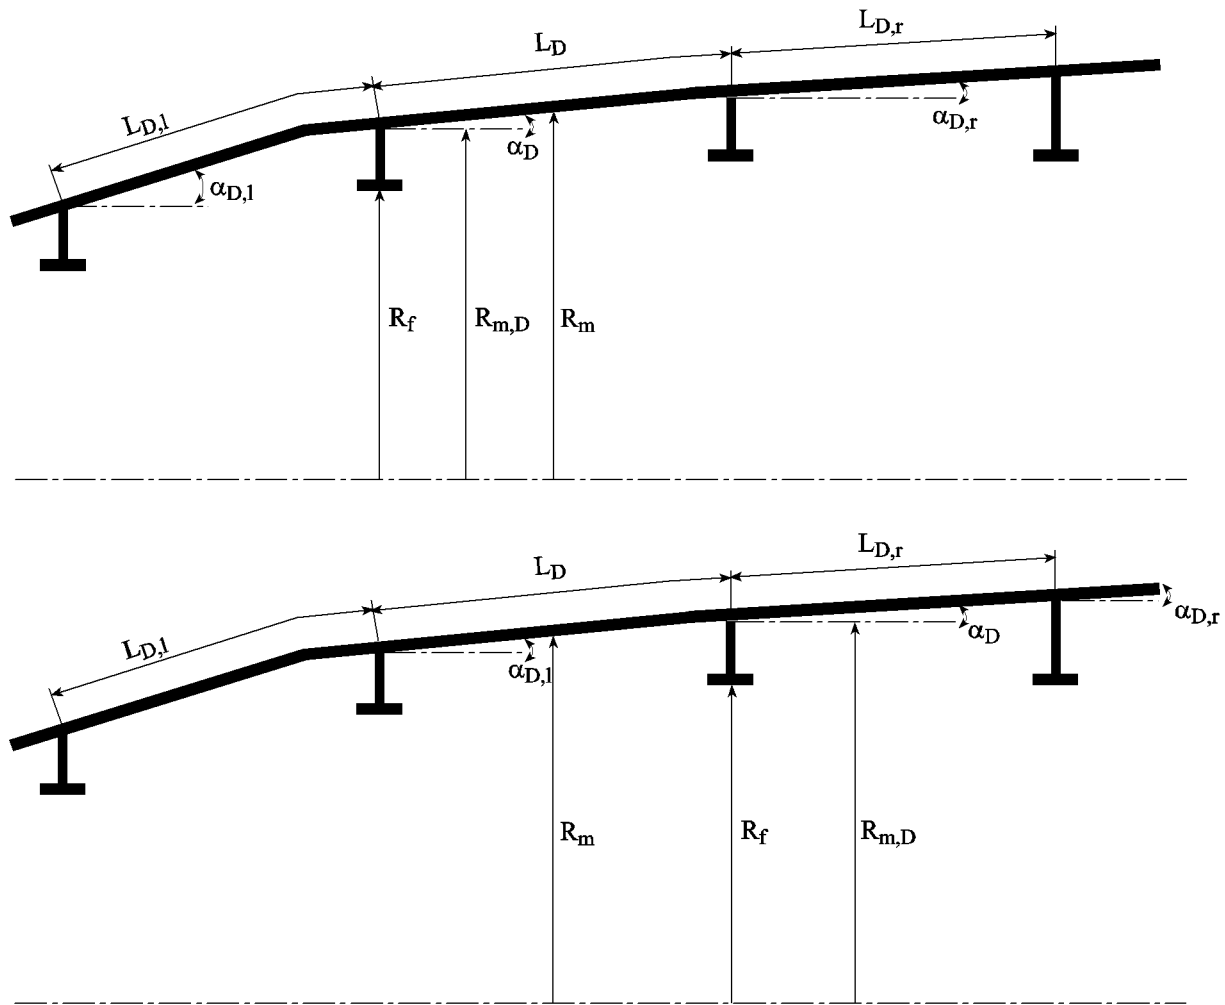 L_D,r
L_D
L_D,l
α_D,r
α_D
α_D,l
R_f
R_m,D
R_m
L_D,r
L_D
α_D,r
α_D
L_D,l
α_D,l
R_m
R_f
R_m,D